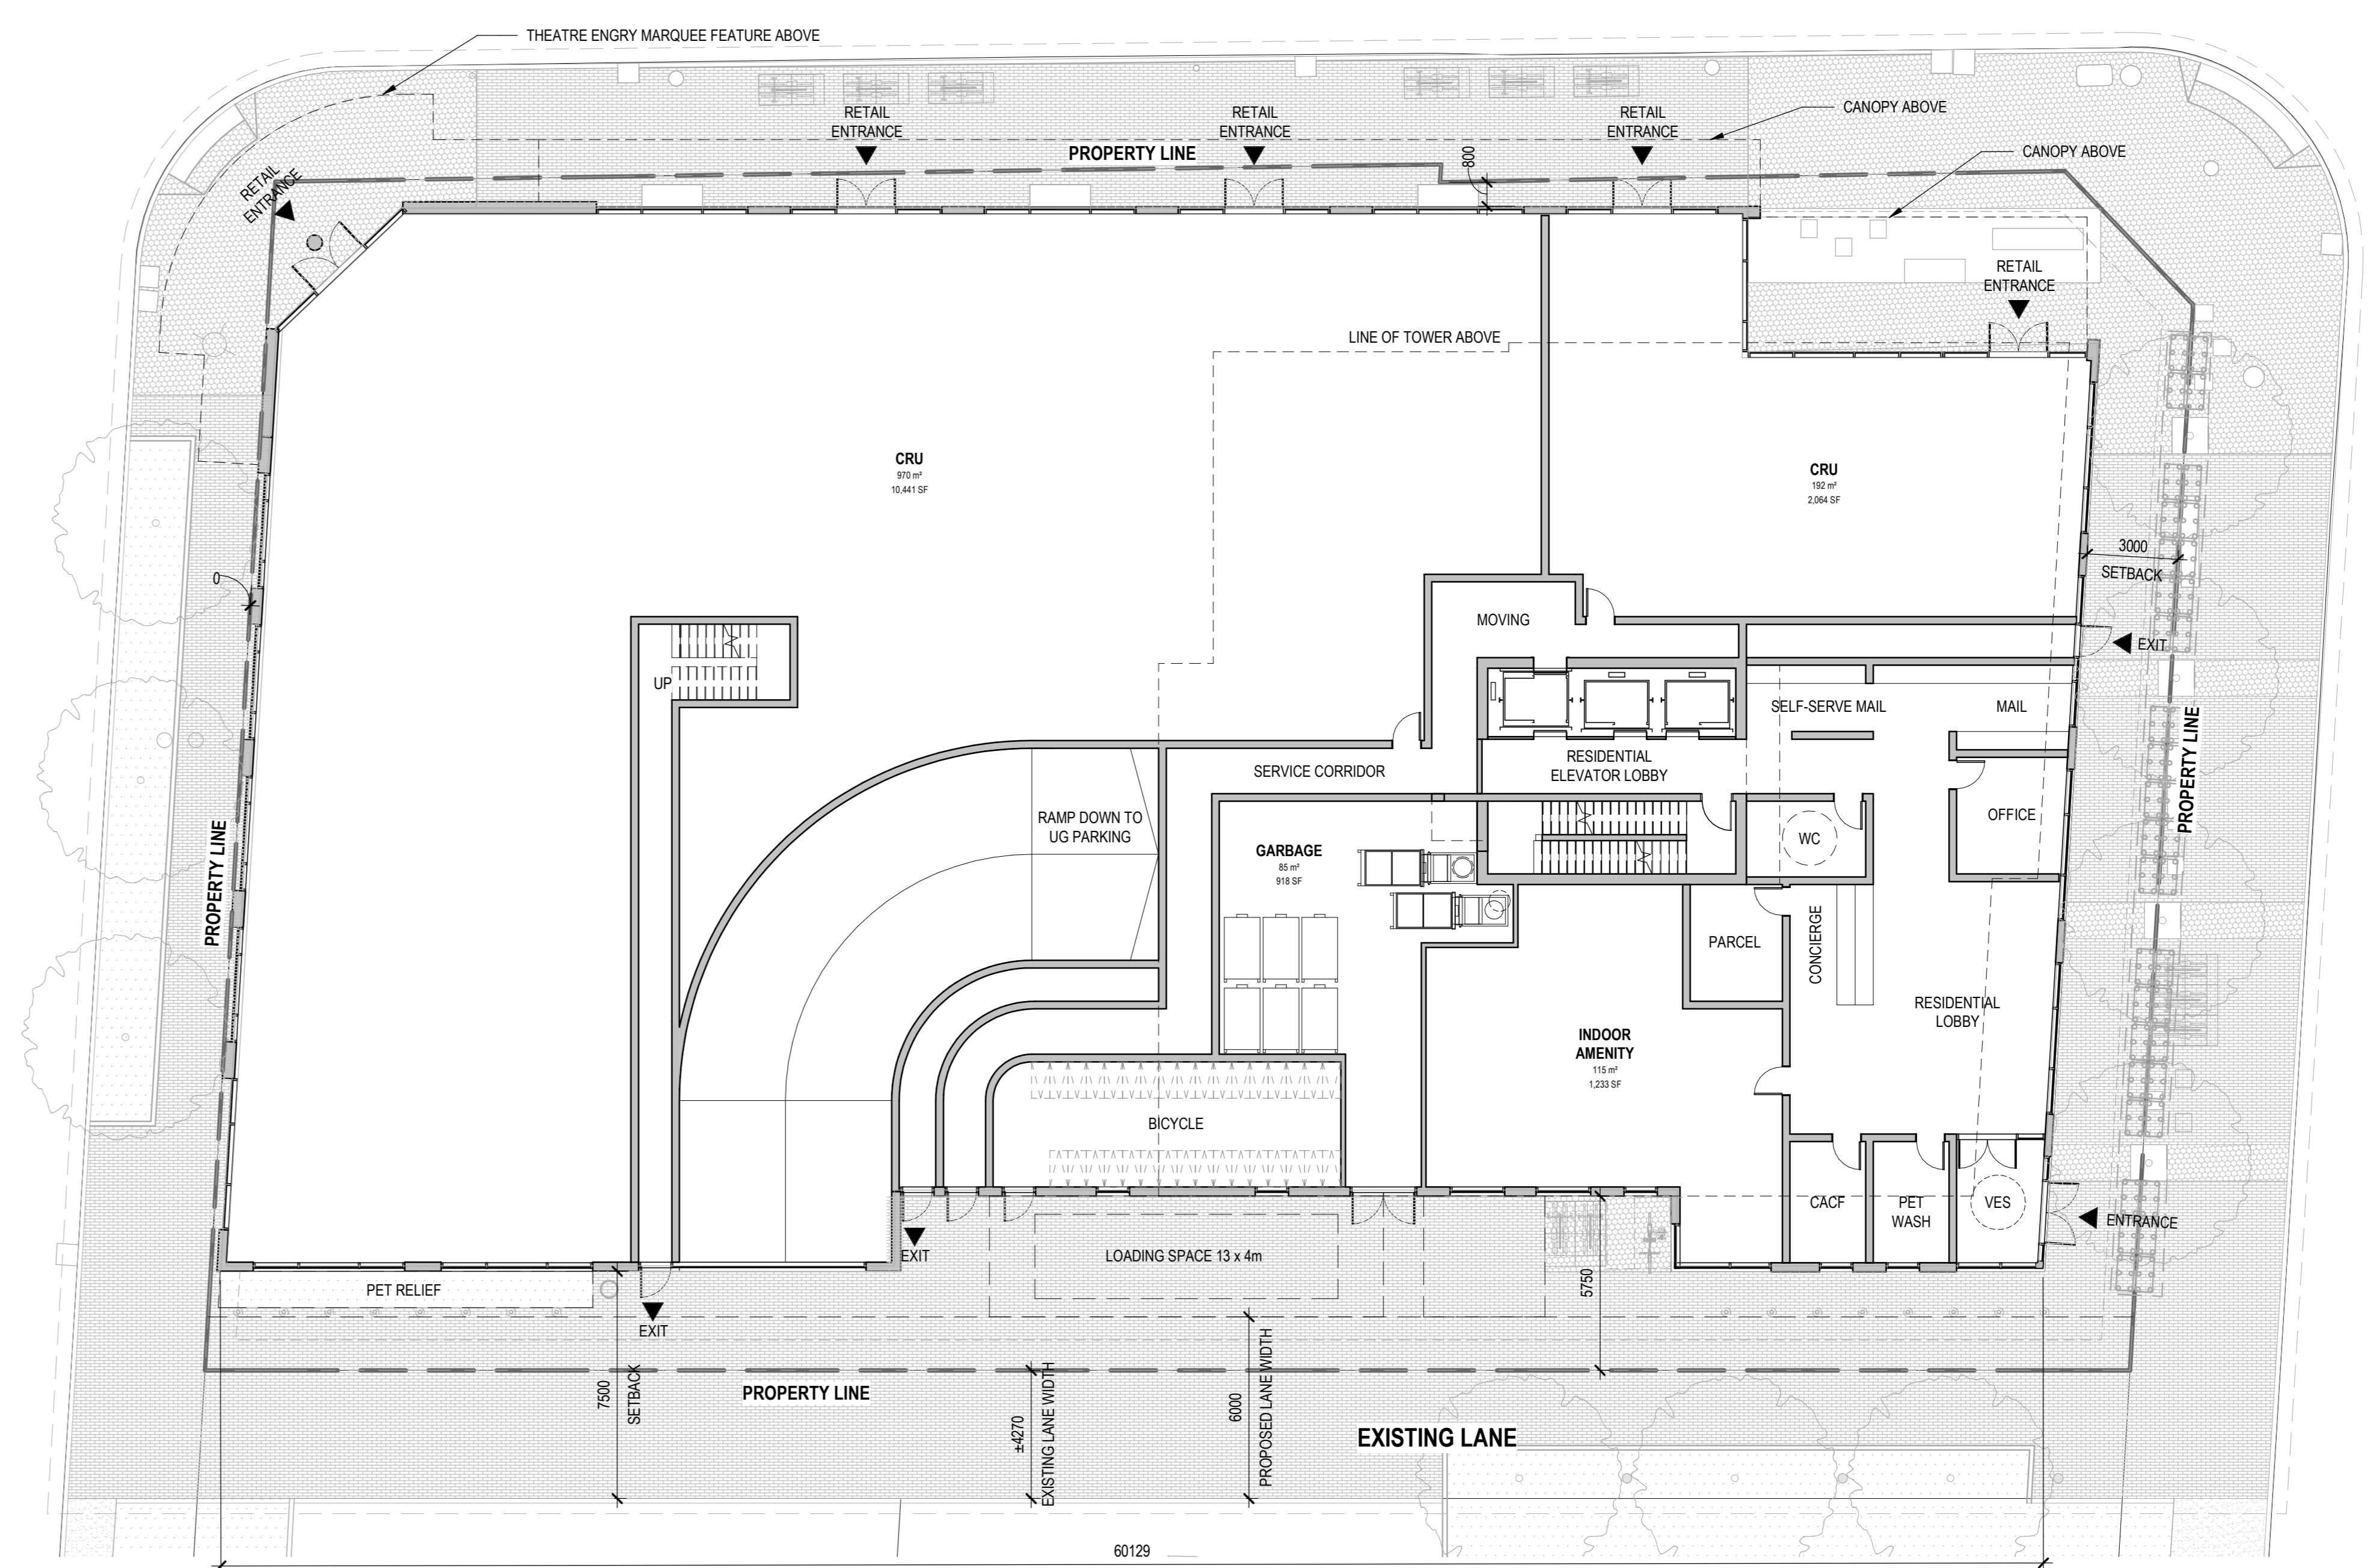 THEATRE ENGRY MARQUEE FEATURE ABOVE
RETAIL
ENTRANCE
RETAIL
ENTRANCE
RETAIL
ENTRANCE
CANOPY ABOVE
PROPERTY LINE
800
CANOPY ABOVE
RETAIL
ENTRANCE
RETAIL
ENTRANCE
LINE OF TOWER ABOVE
CRU
970 m²
10,441 SF
CRU
192 m²
2,064 SF
3000
SETBACK
0
MOVING
EXIT
UP
SELF-SERVE MAIL
MAIL
PROPERTY LINE
SERVICE CORRIDOR
RESIDENTIAL
ELEVATOR LOBBY
RAMP DOWN TO
UG PARKING
OFFICE
PROPERTY LINE
GARBAGE
85 m²
918 SF
WC
PARCEL
CONCIERGE
RESIDENTIAL
LOBBY
INDOOR
AMENITY
115 m²
1,233 SF
BICYCLE
CACF
PET
WASH
VES
ENTRANCE
EXIT
LOADING SPACE 13 x 4m
PET RELIEF
5750
EXIT
7500
SETBACK
PROPERTY LINE
±4270
EXISTING LANE WIDTH
6000
PROPOSED LANE WIDTH
EXISTING LANE
60129